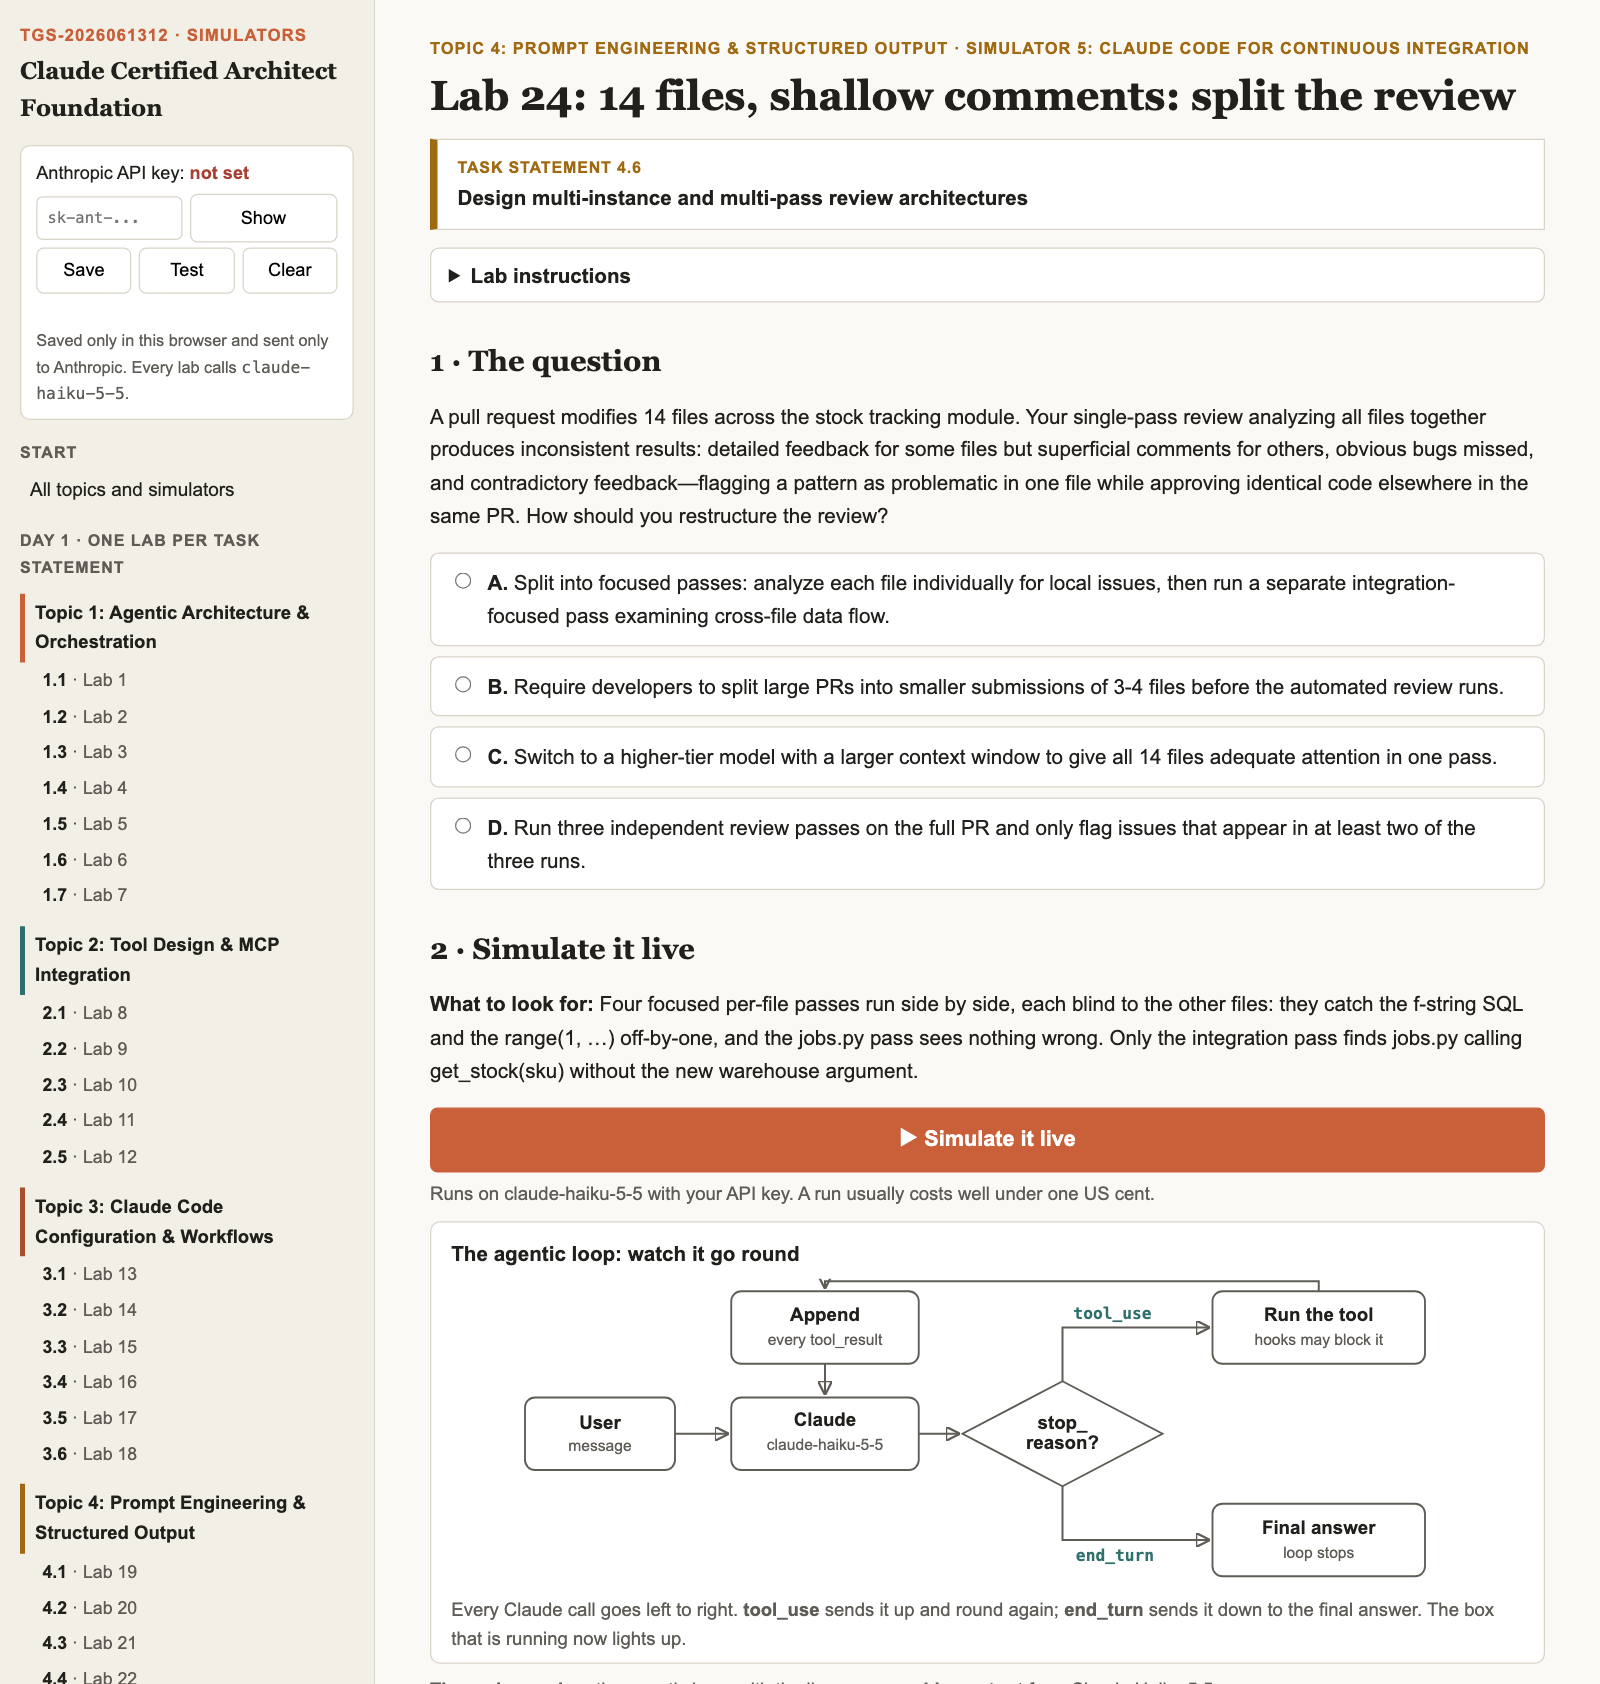 TGS-2026061312 · SIMULATORS
Claude Certified Architect
Foundation
Anthropic API key: not set
sk-ant-...
Show
Save
Test
Clear
Saved only in this browser and sent only
to Anthropic. Every lab calls claude-
haiku-5-5.
START
All topics and simulators
DAY 1 · ONE LAB PER TASK
STATEMENT
Topic 1: Agentic Architecture &
Orchestration
1.1 · Lab 1
1.2 · Lab 2
1.3 · Lab 3
1.4 · Lab 4
1.5 · Lab 5
1.6 · Lab 6
1.7 · Lab 7
Topic 2: Tool Design & MCP
Integration
2.1 · Lab 8
2.2 · Lab 9
2.3 · Lab 10
2.4 · Lab 11
2.5 · Lab 12
Topic 3: Claude Code
Configuration & Workflows
3.1 · Lab 13
3.2 · Lab 14
3.3 · Lab 15
3.4 · Lab 16
3.5 · Lab 17
3.6 · Lab 18
Topic 4: Prompt Engineering &
Structured Output
4.1 · Lab 19
4.2 · Lab 20
4.3 · Lab 21
4.4 · Lab 22
TOPIC 4: PROMPT ENGINEERING & STRUCTURED OUTPUT · SIMULATOR 5: CLAUDE CODE FOR CONTINUOUS INTEGRATION
Lab 24: 14 files, shallow comments: split the review
TASK STATEMENT 4.6
Design multi-instance and multi-pass review architectures
▶ Lab instructions
1 · The question
A pull request modifies 14 files across the stock tracking module. Your single-pass review analyzing all files together
produces inconsistent results: detailed feedback for some files but superficial comments for others, obvious bugs missed,
and contradictory feedback—flagging a pattern as problematic in one file while approving identical code elsewhere in the
same PR. How should you restructure the review?
A. Split into focused passes: analyze each file individually for local issues, then run a separate integration-
focused pass examining cross-file data flow.
B. Require developers to split large PRs into smaller submissions of 3-4 files before the automated review runs.
C. Switch to a higher-tier model with a larger context window to give all 14 files adequate attention in one pass.
D. Run three independent review passes on the full PR and only flag issues that appear in at least two of the
three runs.
2 · Simulate it live
What to look for: Four focused per-file passes run side by side, each blind to the other files: they catch the f-string SQL
and the range(1, …) off-by-one, and the jobs.py pass sees nothing wrong. Only the integration pass finds jobs.py calling
get_stock(sku) without the new warehouse argument.
▶ Simulate it live
Runs on claude-haiku-5-5 with your API key. A run usually costs well under one US cent.
The agentic loop: watch it go round
Append
every tool_result
tool_use
Run the tool
hooks may block it
User
message
Claude
claude-haiku-5-5
stop_
reason?
Final answer
loop stops
end_turn
Every Claude call goes left to right. tool_use sends it up and round again; end_turn sends it down to the final answer. The box
that is running now lights up.